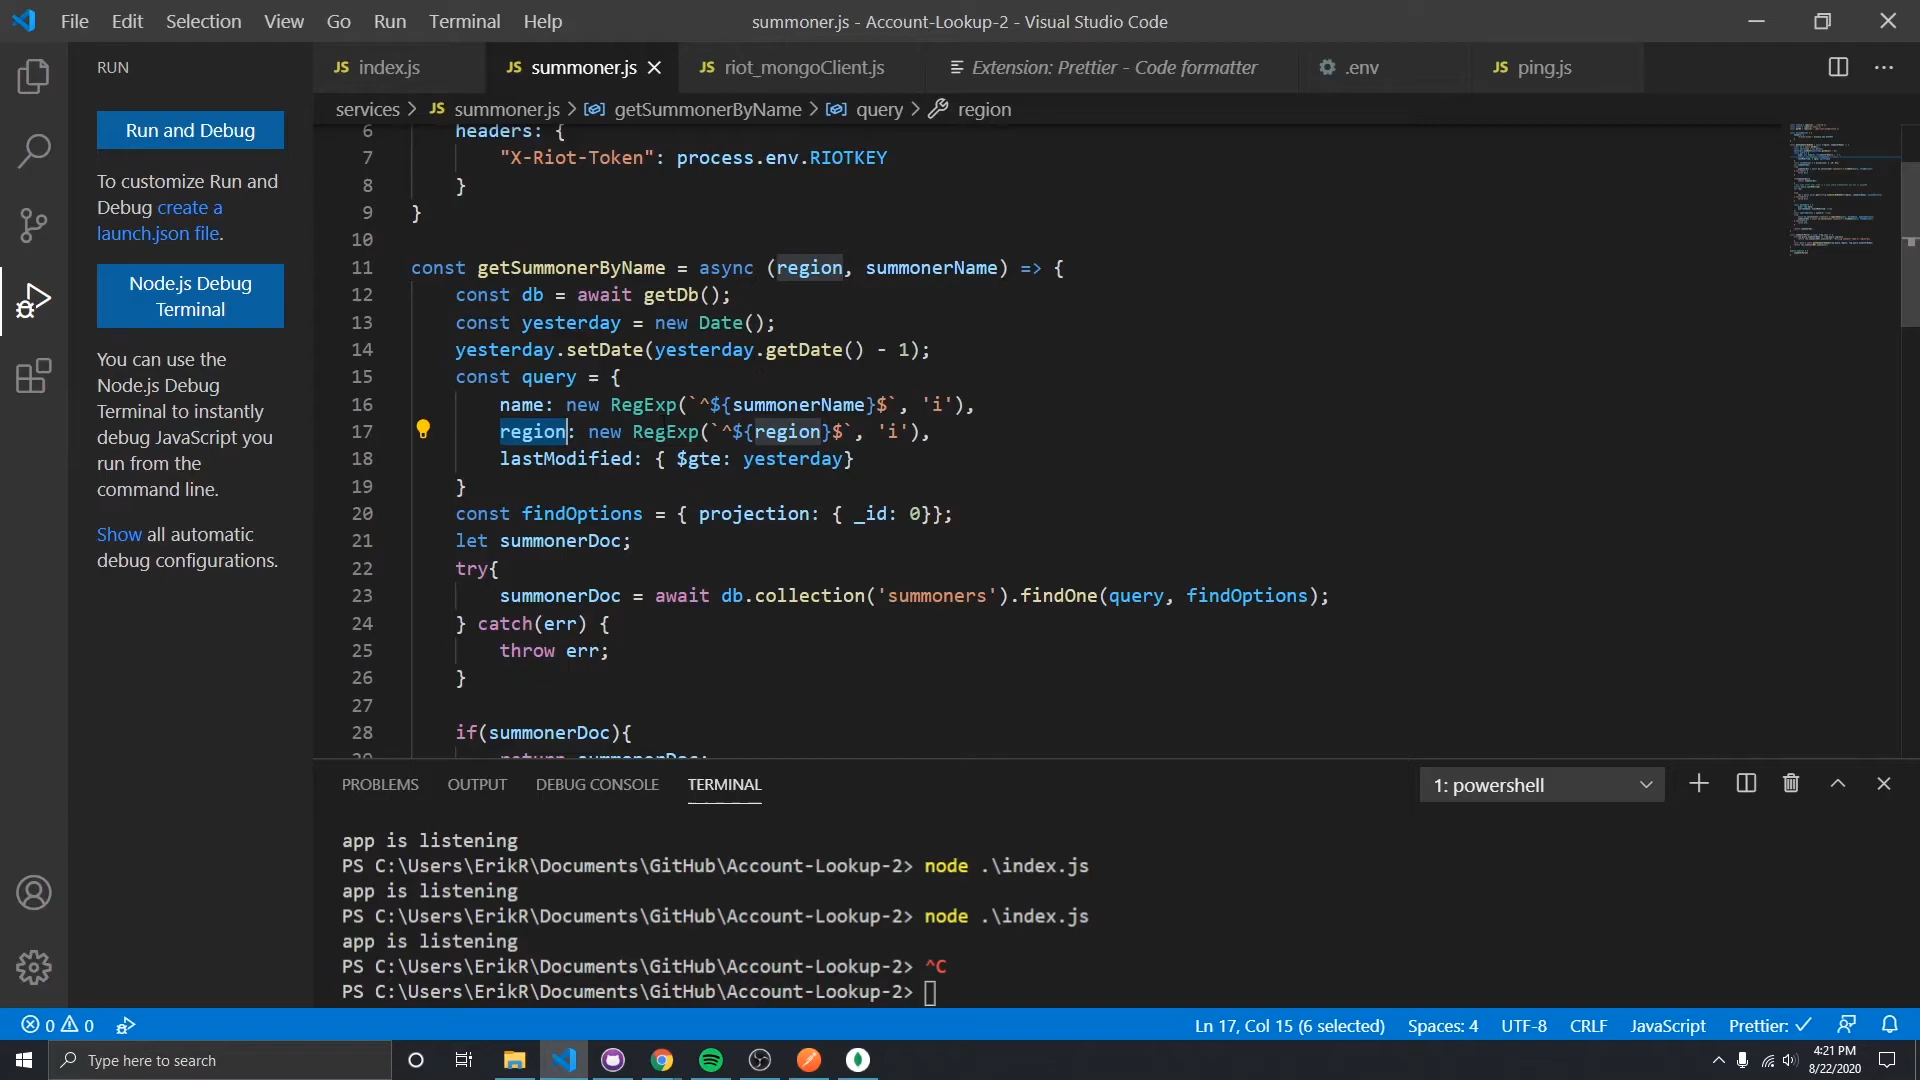 File Edit Selection View Go Run Terminal Help
summoner.js - Account-Lookup-2 - Visual Studio Code
RUN
Run and Debug
To customize Run and
Debug create a
launch.json file.
Node.js Debug
Terminal
You can use the
Node.js Debug
Terminal to instantly
debug JavaScript you
run from the
command line.
Show all automatic
debug configurations.
JS index.js
JS summoner.js
JS riot_mongoClient.js
Extension: Prettier - Code formatter
.env
JS ping.js
services > JS summoner.js > getSummonerByName > query > region
6 headers: {
7 "X-Riot-Token": process.env.RIOTKEY
8 }
9 }
10
11 const getSummonerByName = async (region, summonerName) => {
12 const db = await getDb();
13 const yesterday = new Date();
14 yesterday.setDate(yesterday.getDate() - 1);
15 const query = {
16 name: new RegExp(`^${summonerName}$`, 'i'),
17 region: new RegExp(`^${region}$`, 'i'),
18 lastModified: { $gte: yesterday}
19 }
20 const findOptions = { projection: { _id: 0}};
21 let summonerDoc;
22 try{
23 summonerDoc = await db.collection('summoners').findOne(query, findOptions);
24 } catch(err) {
25 throw err;
26 }
27
28 if(summonerDoc){
29 return summonerDoc;
PROBLEMS OUTPUT DEBUG CONSOLE TERMINAL
1: powershell
app is listening
PS C:\Users\ErikR\Documents\GitHub\Account-Lookup-2> node .\index.js
app is listening
PS C:\Users\ErikR\Documents\GitHub\Account-Lookup-2> node .\index.js
app is listening
PS C:\Users\ErikR\Documents\GitHub\Account-Lookup-2> ^C
PS C:\Users\ErikR\Documents\GitHub\Account-Lookup-2>
0 0
Ln 17, Col 15 (6 selected) Spaces: 4 UTF-8 CRLF JavaScript Prettier: ✓
Type here to search
4:21 PM
8/22/2020